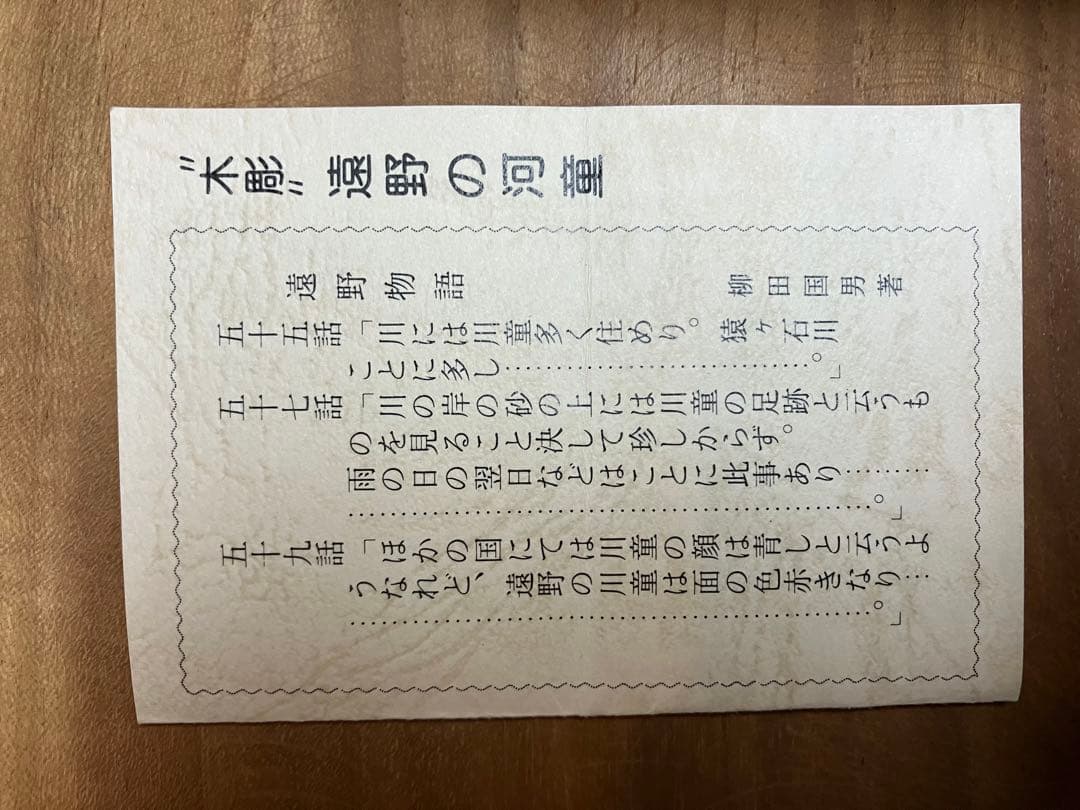 "木彫" 遠野の河童
遠野物語 柳田国男著
五十五話「川には川童多く住めり。猿ヶ石川
ことに多し……………………………。」
五十七話「川の岸の砂の上には川童の足跡と云うも
のを見ること決して珍しからず。
雨の日の翌日などはことに此事あり………
……………………………………………………。」
五十九話「ほかの国にては川童の顔は青しと云うよ
うなれど、遠野の川童は面の色赤きなり…
……………………………………………………。」